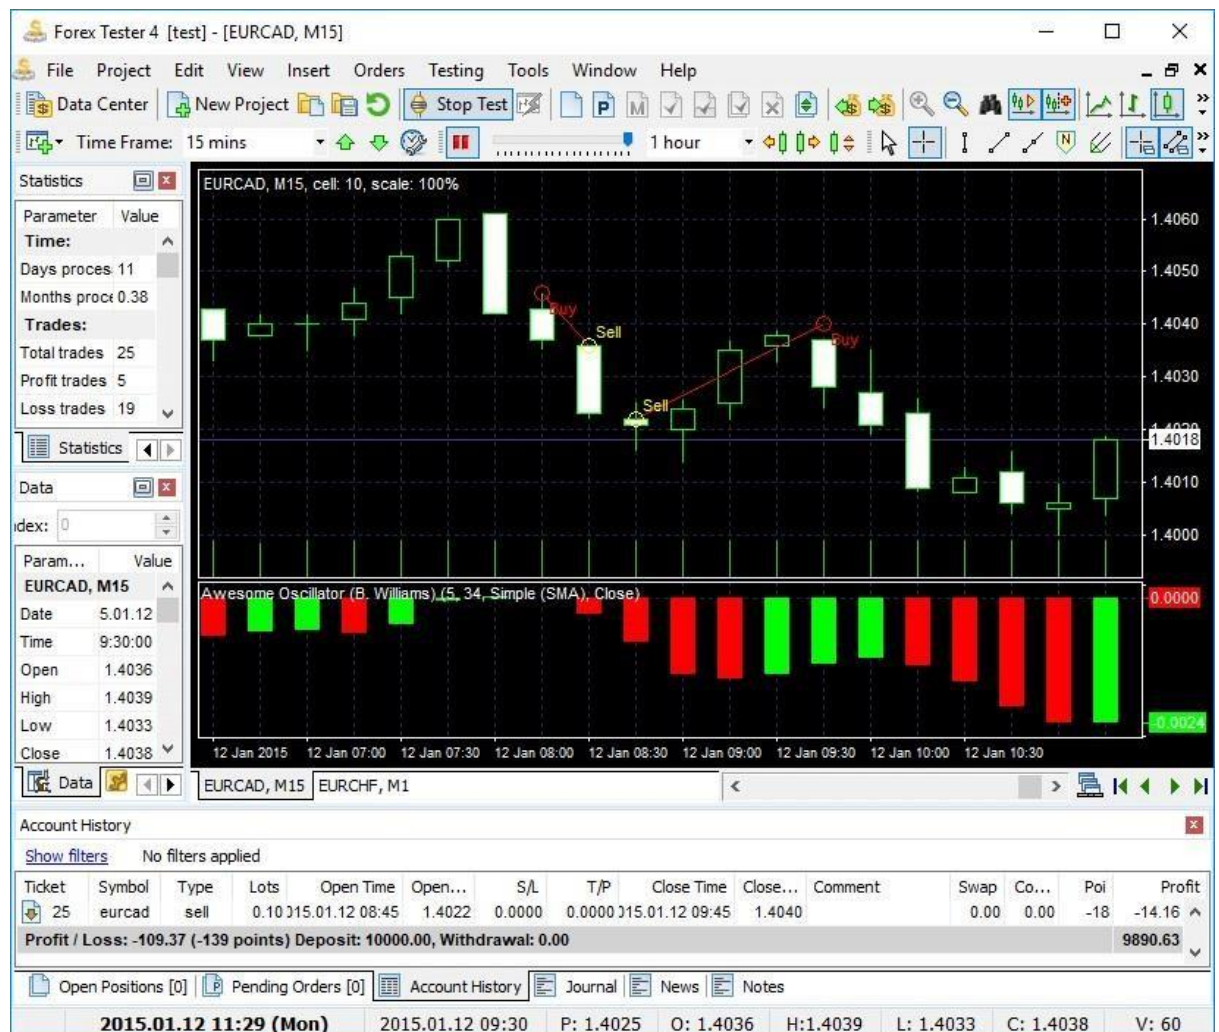 Forex Tester 4 [test] - [EURCAD, M15]
File Project Edit View Insert Orders Testing Tools Window Help
Data Center New Project Stop Test
Time Frame: 15 mins 1 hour
Statistics
Parameter Value
Time:
Days proces 11
Months proce 0.38
Trades:
Total trades 25
Profit trades 5
Loss trades 19
Statistics
Data
dex: 0
Param... Value
EURCAD, M15
Date 5.01.12
Time 9:30:00
Open 1.4036
High 1.4039
Low 1.4033
Close 1.4038
Data
EURCAD, M15, cell: 10, scale: 100%
1.4060
1.4050
1.4040
1.4030
1.4020
1.4018
1.4010
1.4000
Buy
Sell
Sell
Buy
Awesome Oscillator (B. Williams) (5, 34, Simple (SMA), Close)
0.0000
-0.0024
12 Jan 2015 12 Jan 07:00 12 Jan 07:30 12 Jan 08:00 12 Jan 08:30 12 Jan 09:00 12 Jan 09:30 12 Jan 10:00 12 Jan 10:30
EURCAD, M15 EURCHF, M1
Account History
Show filters No filters applied
Ticket Symbol Type Lots Open Time Open... S/L T/P Close Time Close... Comment Swap Co... Poi Profit
25 eurcad sell 0.10 015.01.12 08:45 1.4022 0.0000 0.0000 015.01.12 09:45 1.4040 0.00 0.00 -18 -14.16
Profit / Loss: -109.37 (-139 points) Deposit: 10000.00, Withdrawal: 0.00 9890.63
Open Positions [0] Pending Orders [0] Account History Journal News Notes
2015.01.12 11:29 (Mon) 2015.01.12 09:30 P: 1.4025 O: 1.4036 H:1.4039 L: 1.4033 C: 1.4038 V: 60